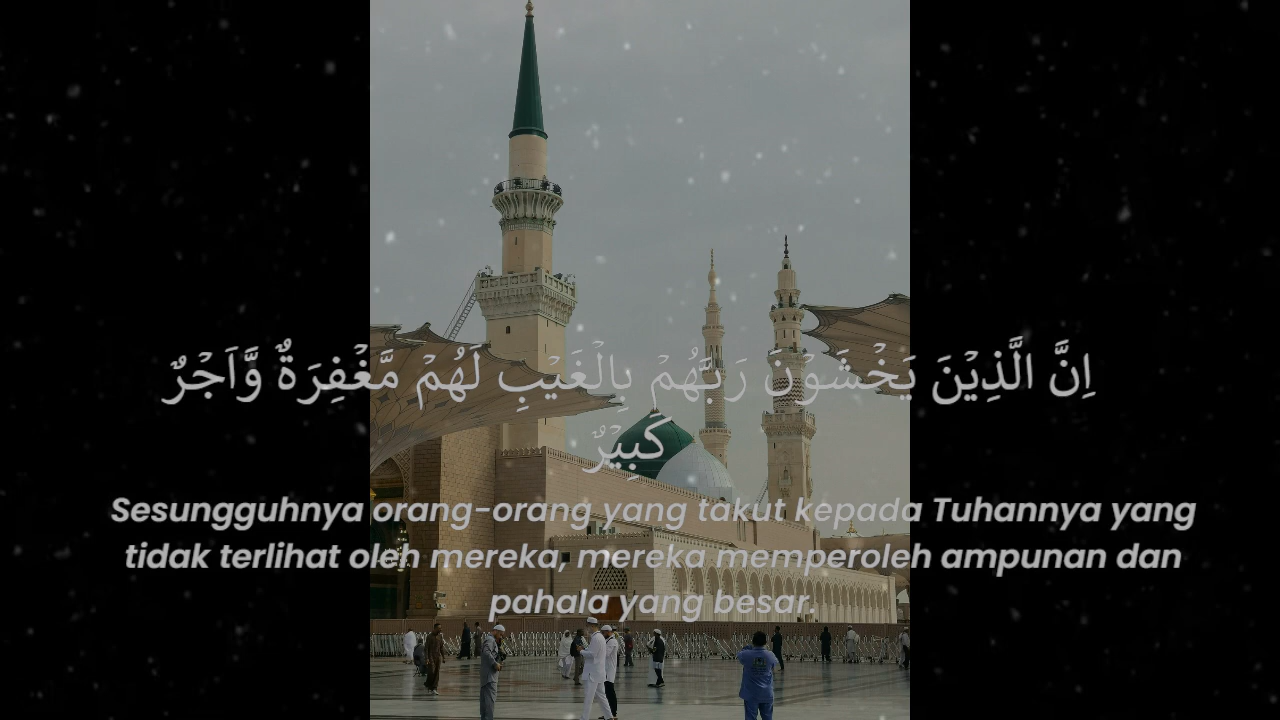 اِنَّ الَّذِيْنَ يَخْشَوْنَ رَبَّهُمْ بِالْغَيْبِ لَهُمْ مَّغْفِرَةٌ وَّاَجْرٌ
كَبِيْرٌ
Sesungguhnya orang-orang yang takut kepada Tuhannya yang
tidak terlihat oleh mereka, mereka memperoleh ampunan dan
pahala yang besar.